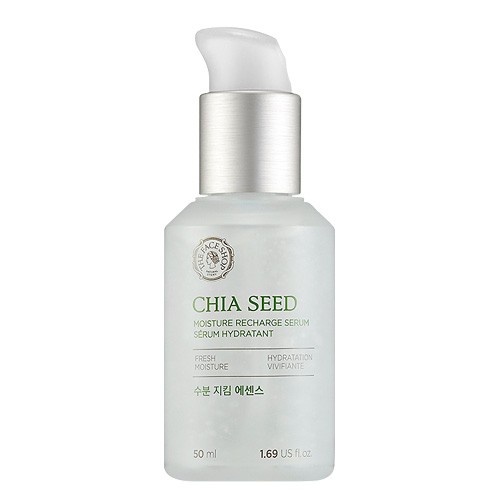 THE FACE SHOP
CHIA SEED
MOISTURE RECHARGE SERUM
SÉRUM HYDRATANT
FRESH
MOISTURE
HYDRATATION
VIVIFIANTE
수분 지킴 에센스
50 ml
1.69 US fl.oz.